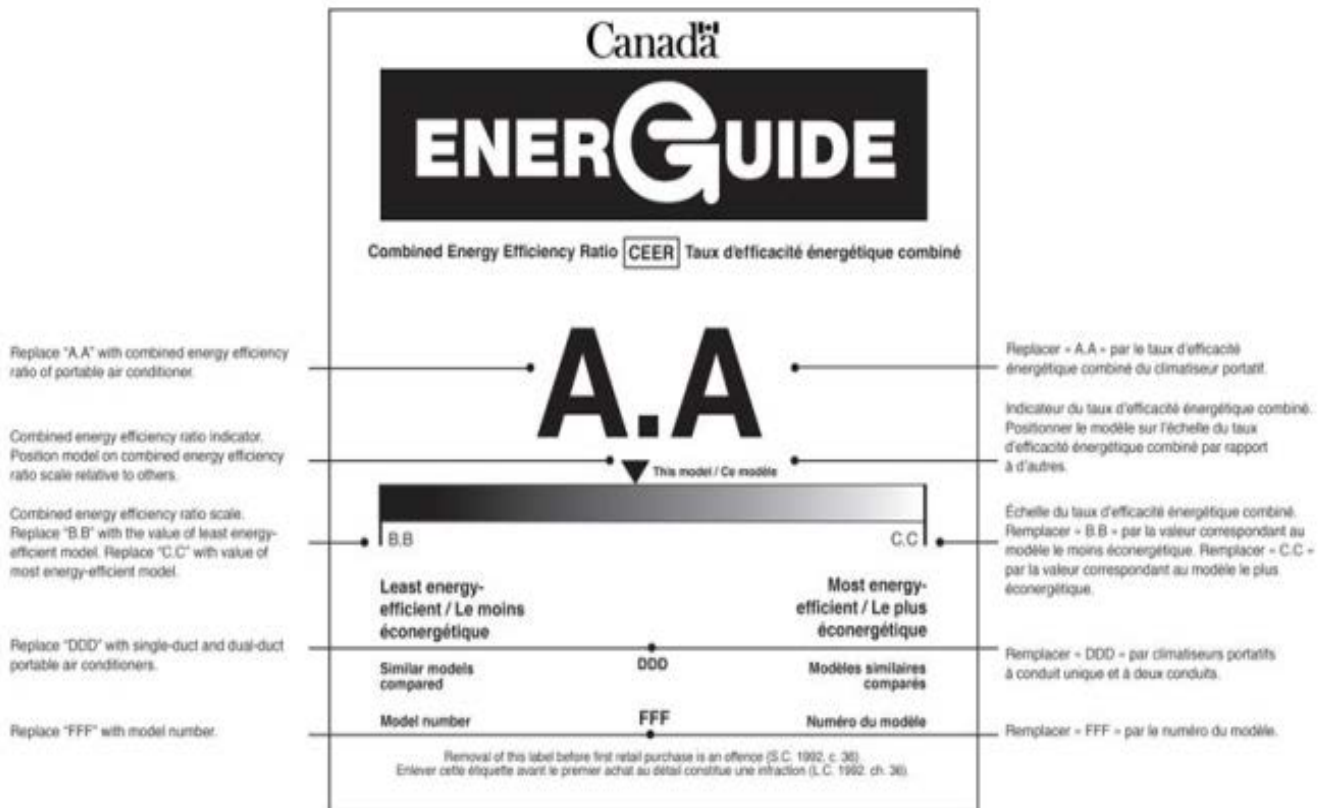 Canada
ENERGUIDE
Combined Energy Efficiency Ratio CEER Taux d'efficacité énergétique combiné
A.A
This model / Ce modèle
B.B
C.C
Least energy-
efficient / Le moins
éconergétique
Most energy-
efficient / Le plus
éconergétique
Similar models
compared
DDD
Modèles similaires
comparés
Model number
FFF
Numéro du modèle
Removal of this label before first retail purchase is an offence (S.C. 1992, c. 36).
Enlever cette étiquette avant le premier achat au détail constitue une infraction (L.C. 1992, ch. 36).
Replace "A.A" with combined energy efficiency
ratio of portable air conditioner.
Combined energy efficiency ratio indicator.
Position model on combined energy efficiency
ratio scale relative to others.
Combined energy efficiency ratio scale.
Replace "B.B" with the value of least energy-
efficient model. Replace "C.C" with value of
most energy-efficient model.
Replace "DDD" with single-duct and dual-duct
portable air conditioners.
Replace "FFF" with model number.
Replacer « A.A » par le taux d'efficacité
énergétique combiné du climatiseur portatif.
Indicateur du taux d'efficacité énergétique combiné.
Positionner le modèle sur l'échelle du taux
d'efficacité énergétique combiné par rapport
à d'autres.
Échelle du taux d'efficacité énergétique combiné.
Remplacer « B.B » par la valeur correspondant au
modèle le moins éconergétique. Remplacer « C.C »
par la valeur correspondant au modèle le plus
éconergétique.
Remplacer « DDD » par climatiseurs portatifs
à conduit unique et à deux conduits.
Remplacer « FFF » par le numéro du modèle.